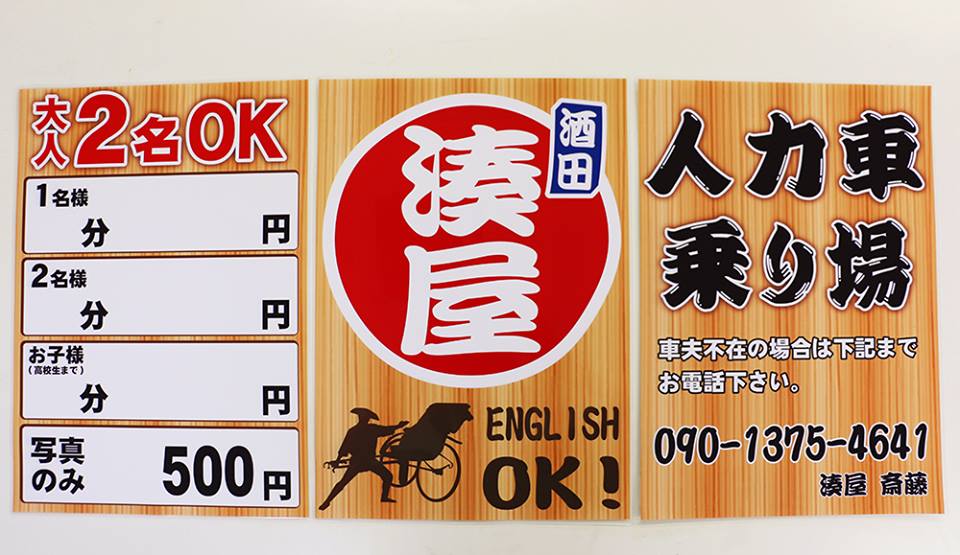 大人2名OK
1名様
分 円
2名様
分 円
お子様
(高校生まで)
分 円
写真
のみ 500円
酒田
湊屋
ENGLISH
OK!
人力車
乗り場
車夫不在の場合は下記まで
お電話下さい。
090-1375-4641
湊屋 斎藤